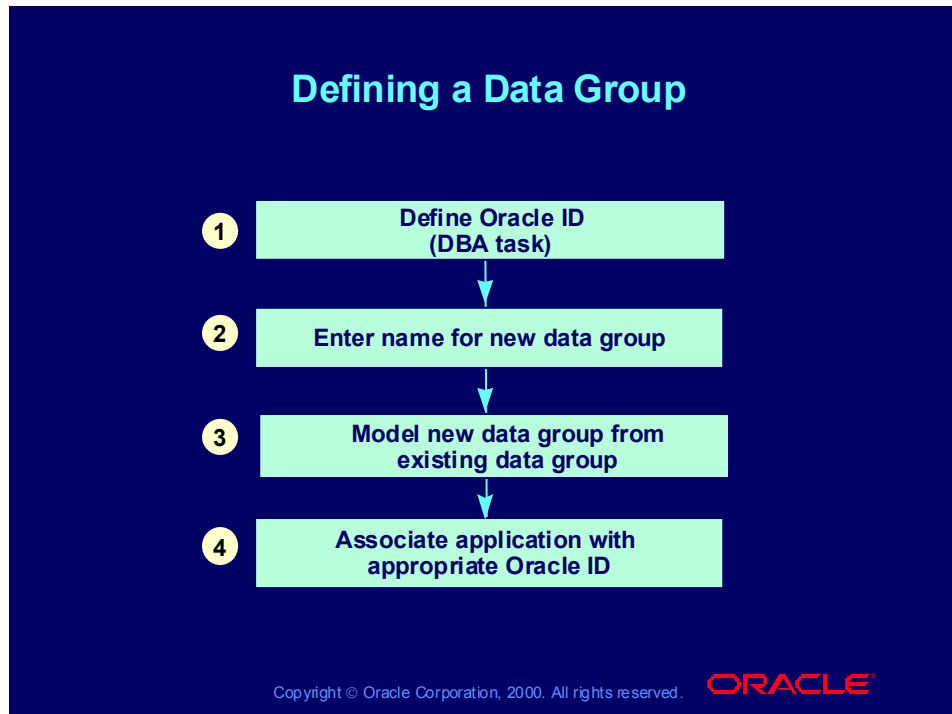 Defining a Data Group
1
Define Oracle ID
(DBA task)
2
Enter name for new data group
3
Model new data group from
existing data group
4
Associate application with
appropriate Oracle ID
Copyright © Oracle Corporation, 2000. All rights reserved.
ORACLE®